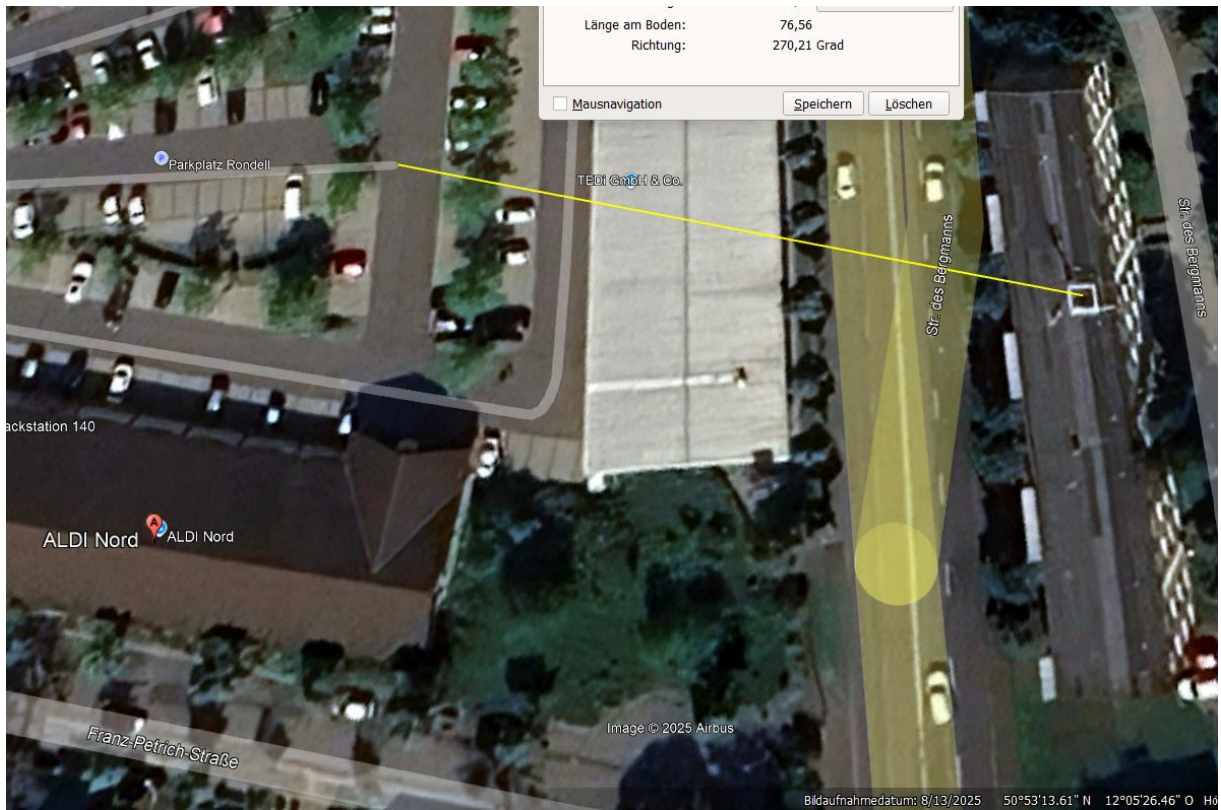 Länge am Boden: 76,56
Richtung: 270,21 Grad
Mausnavigation Speichern Löschen
Parkplatz Rondell
TEDi GmbH & Co.
Str. des Bergmanns
Str. des Bergmanns
ackstation 140
ALDI Nord
A
ALDI Nord
Franz-Petrich-Straße
Image © 2025 Airbus
Bildaufnahmedatum: 8/13/2025 50°53'13.61" N 12°05'26.46" O Hö